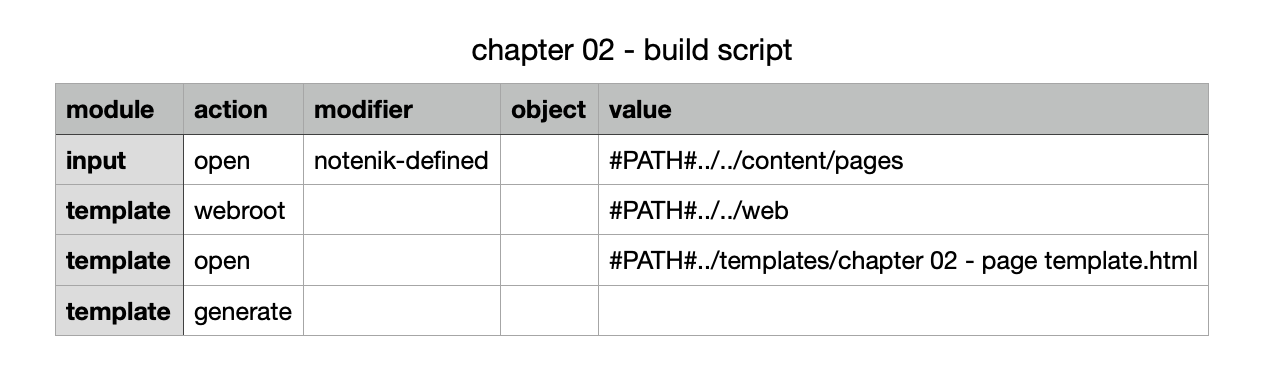 chapter 02 - build script
module action modifier object value
input open notenik-defined #PATH#../../content/pages
template webroot #PATH#../../web
template open #PATH#../templates/chapter 02 - page template.html
template generate